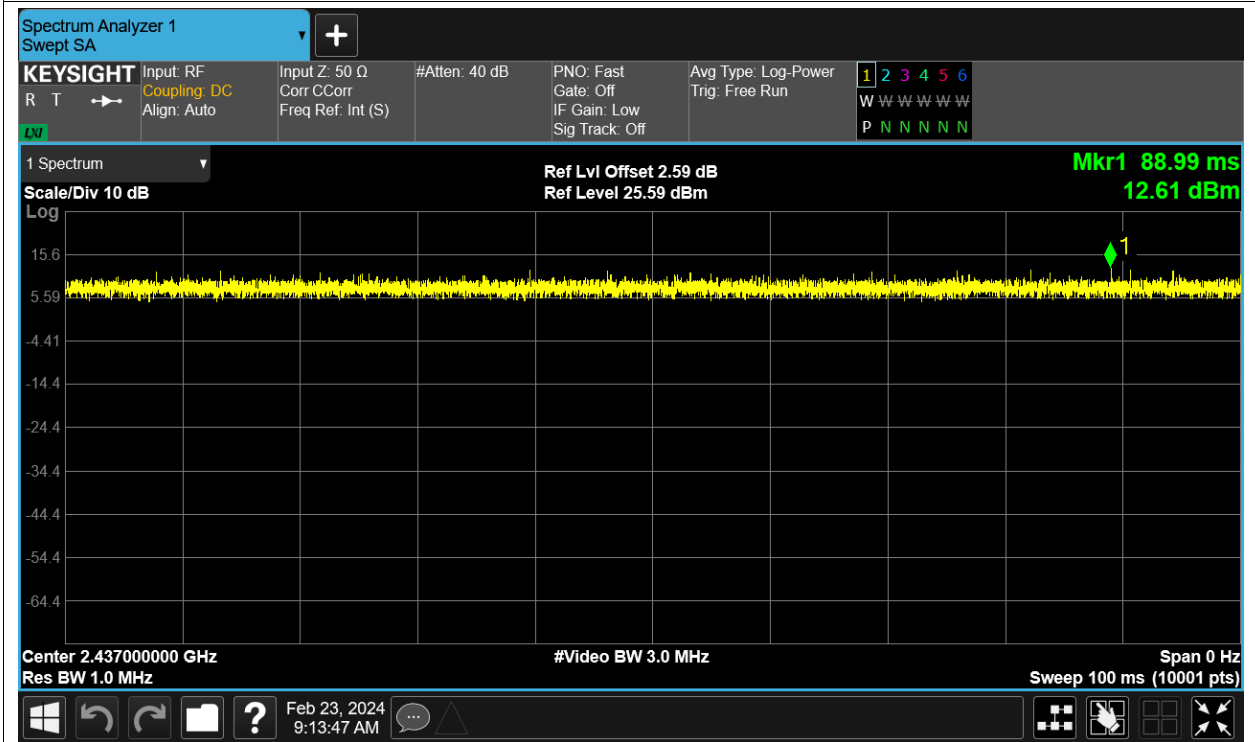 Spectrum Analyzer 1
Swept SA
KEYSIGHT
R T
LXI
Input: RF
Coupling: DC
Align: Auto
Input Z: 50 Ω
Corr CCorr
Freq Ref: Int (S)
#Atten: 40 dB
PNO: Fast
Gate: Off
IF Gain: Low
Sig Track: Off
Avg Type: Log-Power
Trig: Free Run
1 2 3 4 5 6
W W W W W W
P N N N N N
1 Spectrum
Scale/Div 10 dB
Log
Ref Lvl Offset 2.59 dB
Ref Level 25.59 dBm
Mkr1 88.99 ms
12.61 dBm
1
15.6
5.59
-4.41
-14.4
-24.4
-34.4
-44.4
-54.4
-64.4
Center 2.437000000 GHz
Res BW 1.0 MHz
#Video BW 3.0 MHz
Span 0 Hz
Sweep 100 ms (10001 pts)
?
Feb 23, 2024
9:13:47 AM